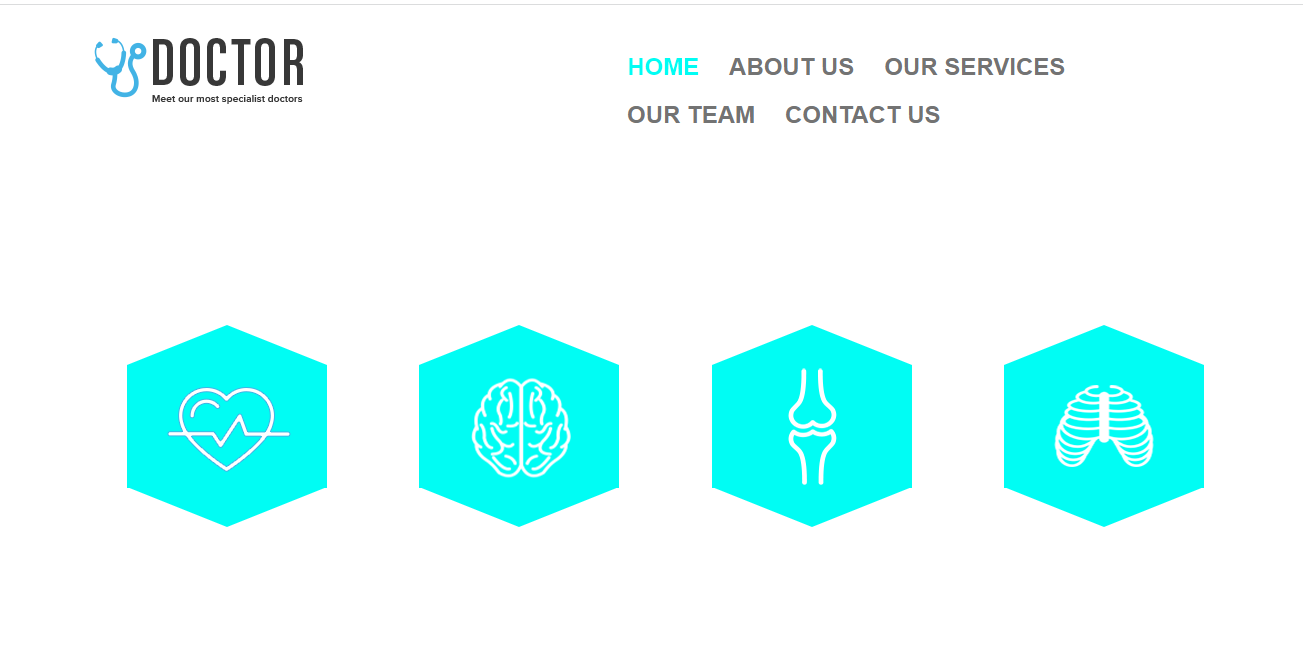 DOCTOR
Meet our most specialist doctors
HOME ABOUT US OUR SERVICES
OUR TEAM CONTACT US